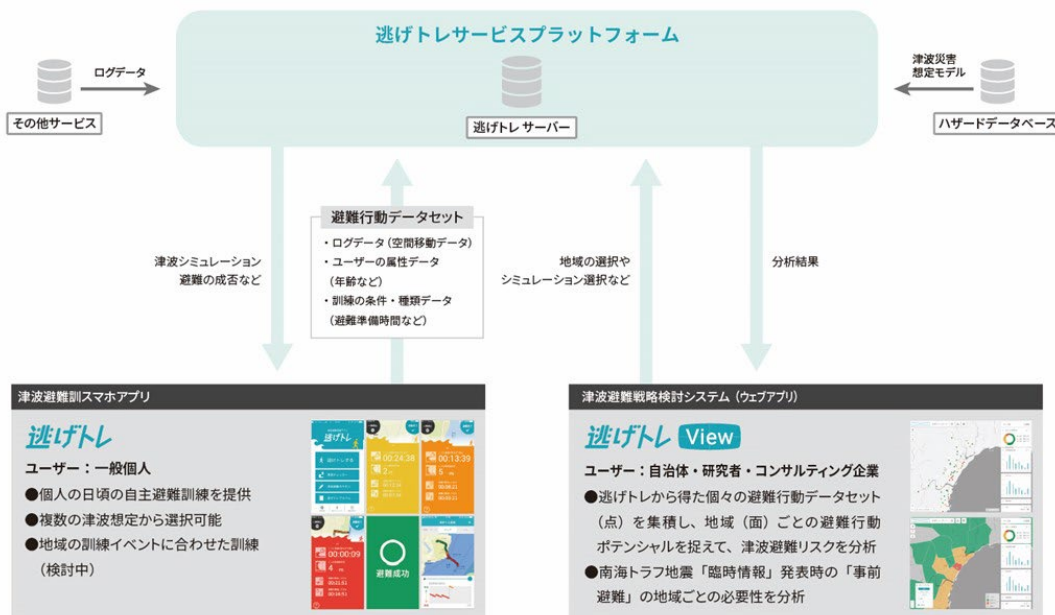 逃げトレサービスプラットフォーム
ログデータ
その他サービス
逃げトレ サーバー
津波災害
想定モデル
ハザードデータベース
津波シミュレーション
避難の成否など
避難行動データセット
・ログデータ（空間移動データ）
・ユーザーの属性データ
（年齢など）
・訓練の条件・種類データ
（避難準備時間など）
地域の選択や
シミュレーション選択など
分析結果
津波避難訓スマホアプリ
逃げトレ
ユーザー：一般個人
●個人の日頃の自主避難訓練を提供
●複数の津波想定から選択可能
●地域の訓練イベントに合わせた訓練
（検討中）
逃げトレ
00:24:38
00:13:39
00:00:09
避難成功
津波避難戦略検討システム（ウェブアプリ）
逃げトレ View
ユーザー：自治体・研究者・コンサルティング企業
●逃げトレから得た個々の避難行動データセット
（点）を集積し、地域（面）ごとの避難行動
ポテンシャルを捉えて、津波避難リスクを分析
●南海トラフ地震「臨時情報」発表時の「事前
避難」の地域ごとの必要性を分析